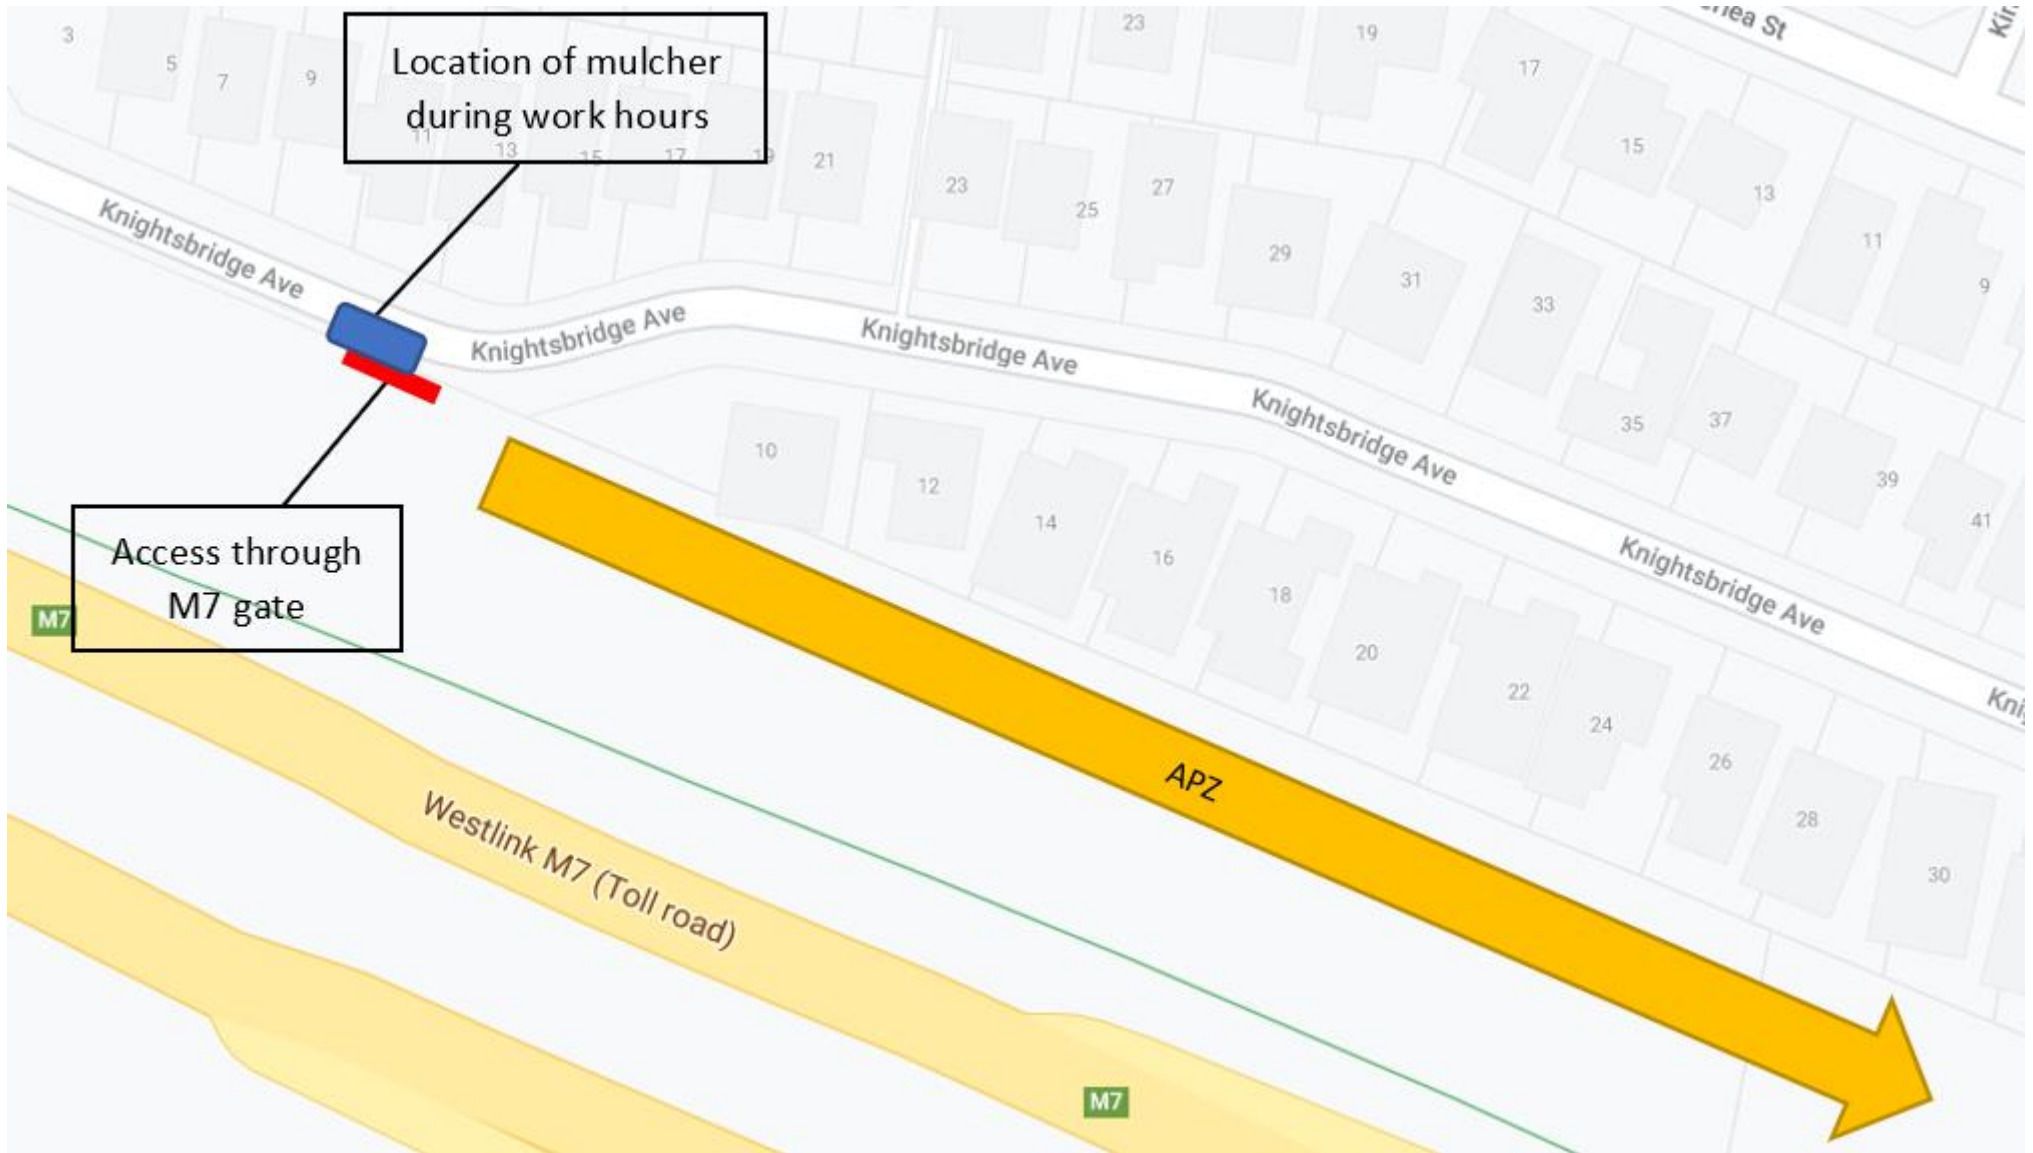 3
5
7
9
Location of mulcher
during work hours
11
13
15
17
19
21
23
19
17
15
13
11
9
23
25
27
29
31
33
35
37
39
41
Knightsbridge Ave
Knightsbridge Ave
Knightsbridge Ave
Knightsbridge Ave
Knightsbridge Ave
10
12
14
16
18
20
22
24
26
28
30
Access through
M7 gate
M7
APZ
Westlink M7 (Toll road)
M7